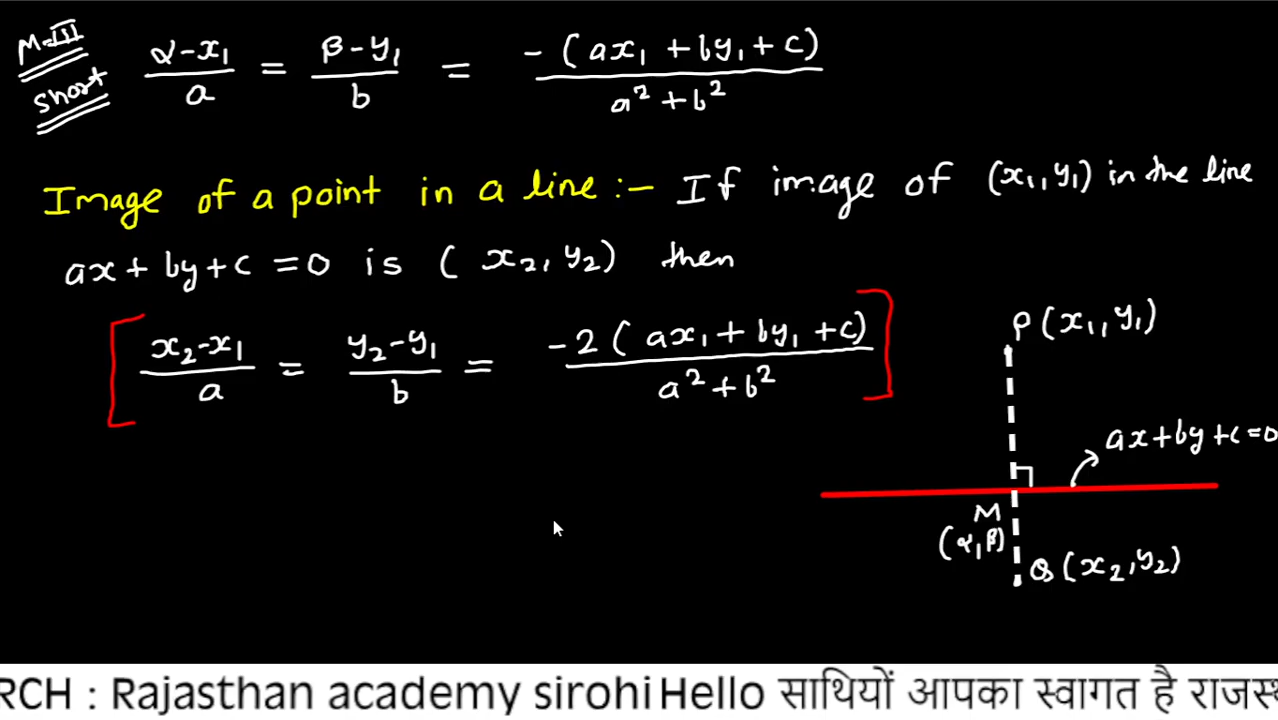 M-III
Short
α-x₁/a = β-y₁/b = -(ax₁+by₁+c)/a²+b²
Image of a point in a line :- If image of (x₁,y₁) in the line
ax+by+c=0 is (x₂,y₂) then
[x₂-x₁/a = y₂-y₁/b = -2(ax₁+by₁+c)/a²+b²]
P(x₁,y₁)
ax+by+c=0
M
(α,β)
Q(x₂,y₂)
RCH : Rajasthan academy sirohi Hello साथियों आपका स्वागत है राजस्